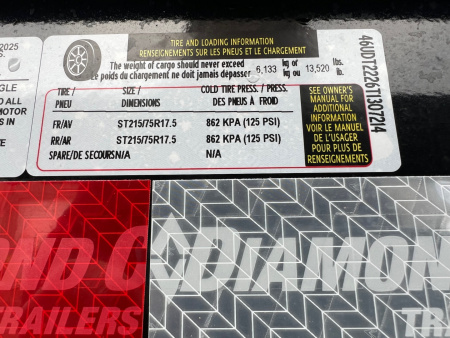 2025
S.
GLE
O ALL
MOTOR
S IN
TIRE AND LOADING INFORMATION
RENSEIGNEMENTS SUR LES PNEUS ET LE CHARGEMENT
The weight of cargo should never exceed 6,133 kg or 13,520 lbs.
Le poids du chargement ne doit jamais dépasser kg ou lb.
TIRE / SIZE / COLD TIRE PRESS. / PRESS.
PNEU DIMENSIONS DES PNEUS À FROID
FR/AV ST215/75R17.5 862 KPA (125 PSI)
RR/AR ST215/75R17.5 862 KPA (125 PSI)
SPARE/DE SECOURS N/A N/A
SEE OWNER'S
MANUAL FOR
ADDITIONAL
INFORMATION
VOIR LE MANUEL
DE L'USAGER
POUR PLUS DE
RENSEIGNEMENTS
OND C
TRAILERS
DIAMON
TRA